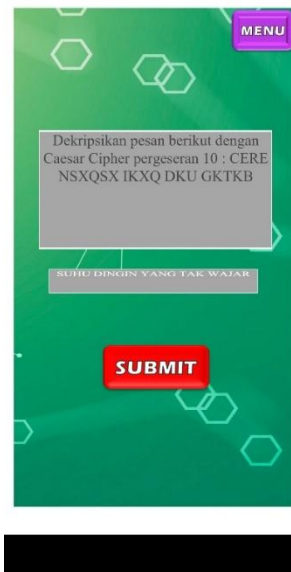 MENU
Dekripsikan pesan berikut dengan
Caesar Cipher pergeseran 10 : CERE
NSXQSX IKXQ DKU GKTKB
SUHU DINGIN YANG TAK WAJAR
SUBMIT